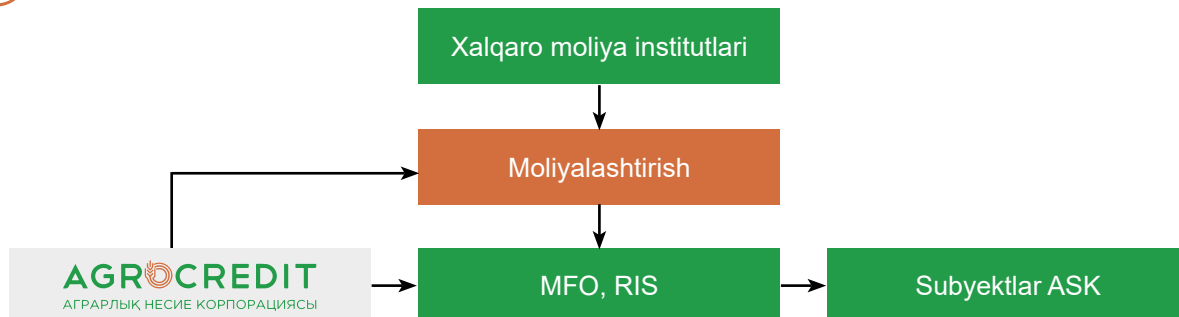 Xalqaro moliya institutlari
Moliyalashtirish
AGROCREDIT
АГРАРЛЫҚ НЕСИЕ КОРПОРАЦИЯСЫ
MFO, RIS
Subyektlar ASK